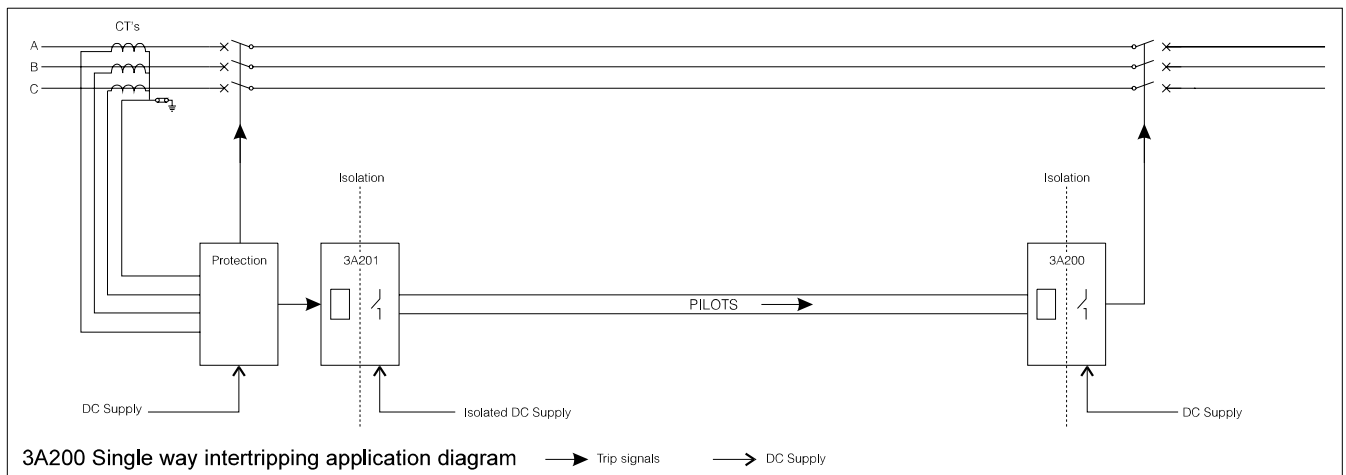 CT's
A
B
C
Isolation
Isolation
Protection
3A201
3A200
PILOTS
DC Supply
Isolated DC Supply
DC Supply
3A200 Single way intertripping application diagram
Trip signals
DC Supply